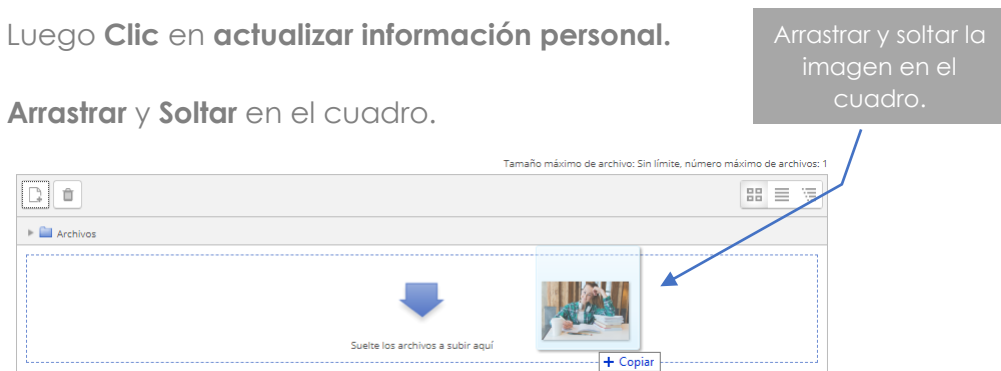 Luego Clic en actualizar información personal.
Arrastrar y soltar la
imagen en el
cuadro.
Arrastrar y Soltar en el cuadro.
Tamaño máximo de archivo: Sin límite, número máximo de archivos: 1
Archivos
Suelte los archivos a subir aquí
+ Copiar